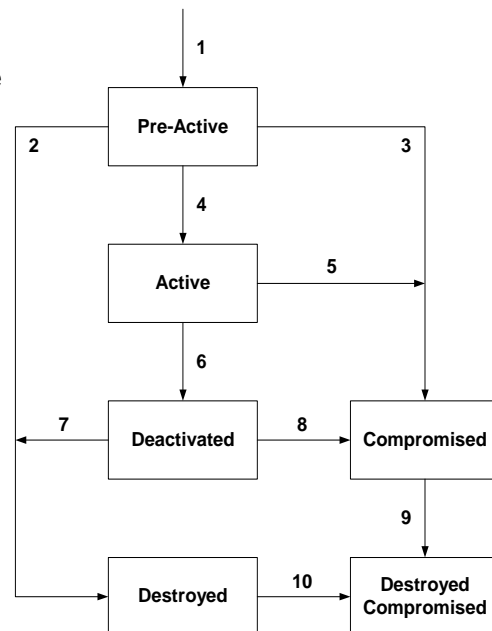 1
e
Pre-Active
2
3
4
Active
5
6
7
Deactivated
8
Compromised
9
Destroyed
10
Destroyed
Compromised